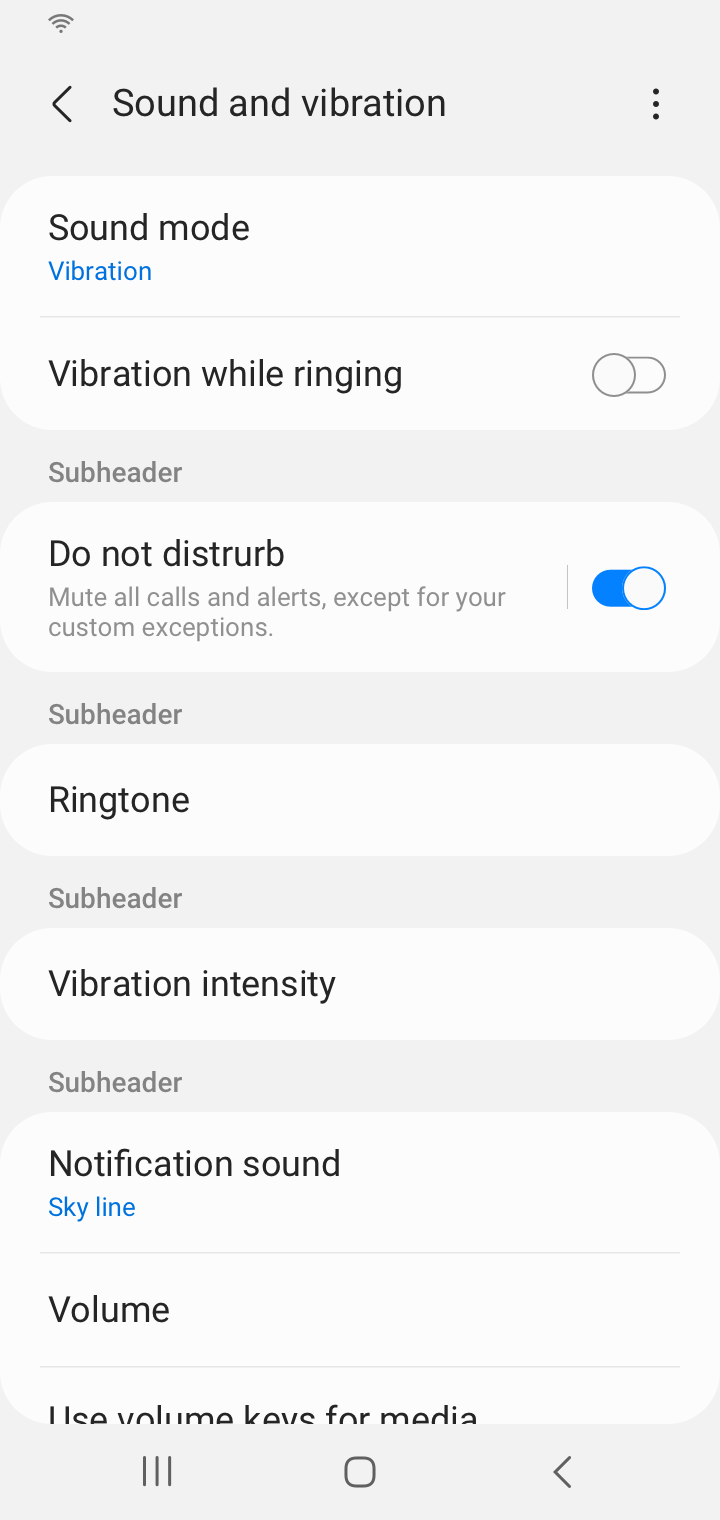 Sound and vibration
Sound mode
Vibration
Vibration while ringing
Subheader
Do not distrurb
Mute all calls and alerts, except for your
custom exceptions.
Subheader
Ringtone
Subheader
Vibration intensity
Subheader
Notification sound
Sky line
Volume
Use volume keys for media